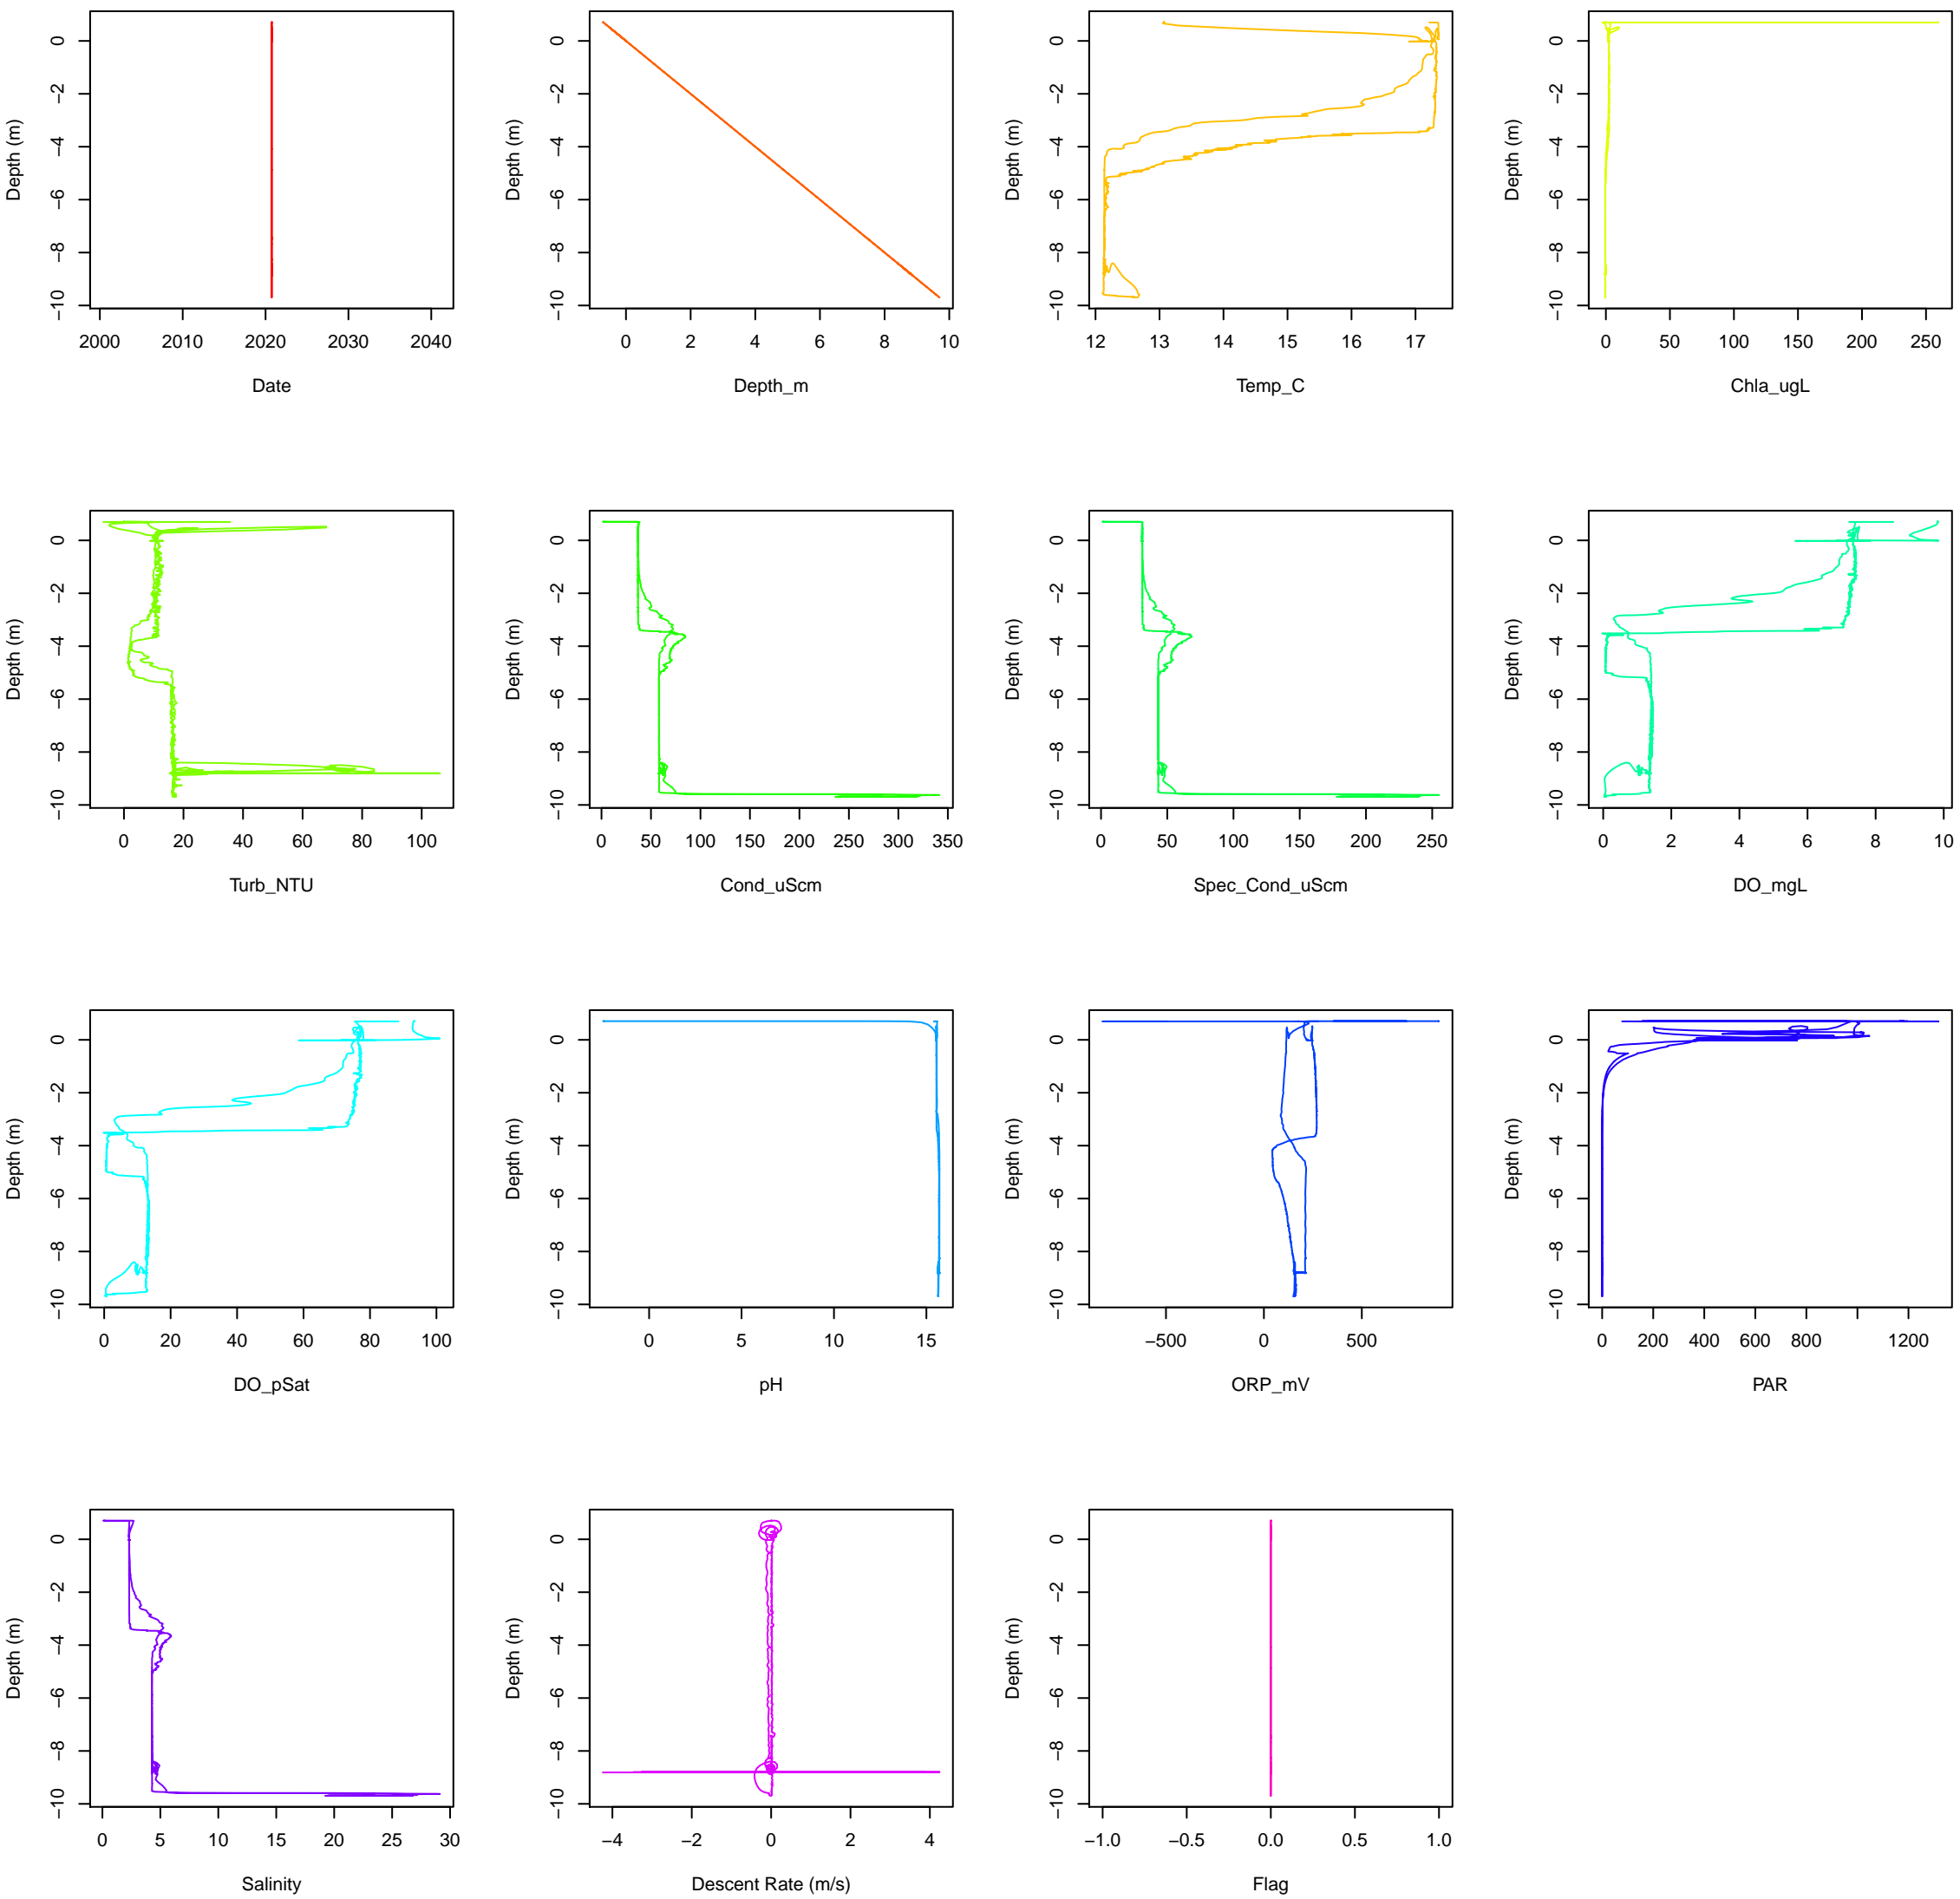 Depth (m)
−10 −8 −6 −4 −2 0
2000 2010 2020 2030 2040
Date
Depth (m)
−10 −8 −6 −4 −2 0
0 2 4 6 8 10
Depth_m
Depth (m)
−10 −8 −6 −4 −2 0
12 13 14 15 16 17
Temp_C
Depth (m)
−10 −8 −6 −4 −2 0
0 50 100 150 200 250
Chla_ugL
Depth (m)
−10 −8 −6 −4 −2 0
0 20 40 60 80 100
Turb_NTU
Depth (m)
−10 −8 −6 −4 −2 0
0 50 100 150 200 250 300 350
Cond_uScm
Depth (m)
−10 −8 −6 −4 −2 0
0 50 100 150 200 250
Spec_Cond_uScm
Depth (m)
−10 −8 −6 −4 −2 0
0 2 4 6 8 10
DO_mgL
Depth (m)
−10 −8 −6 −4 −2 0
0 20 40 60 80 100
DO_pSat
Depth (m)
−10 −8 −6 −4 −2 0
0 5 10 15
pH
Depth (m)
−10 −8 −6 −4 −2 0
−500 0 500
ORP_mV
Depth (m)
−10 −8 −6 −4 −2 0
0 200 400 600 800 1200
PAR
Depth (m)
−10 −8 −6 −4 −2 0
0 5 10 15 20 25 30
Salinity
Depth (m)
−10 −8 −6 −4 −2 0
−4 −2 0 2 4
Descent Rate (m/s)
Depth (m)
−10 −8 −6 −4 −2 0
−1.0 −0.5 0.0 0.5 1.0
Flag